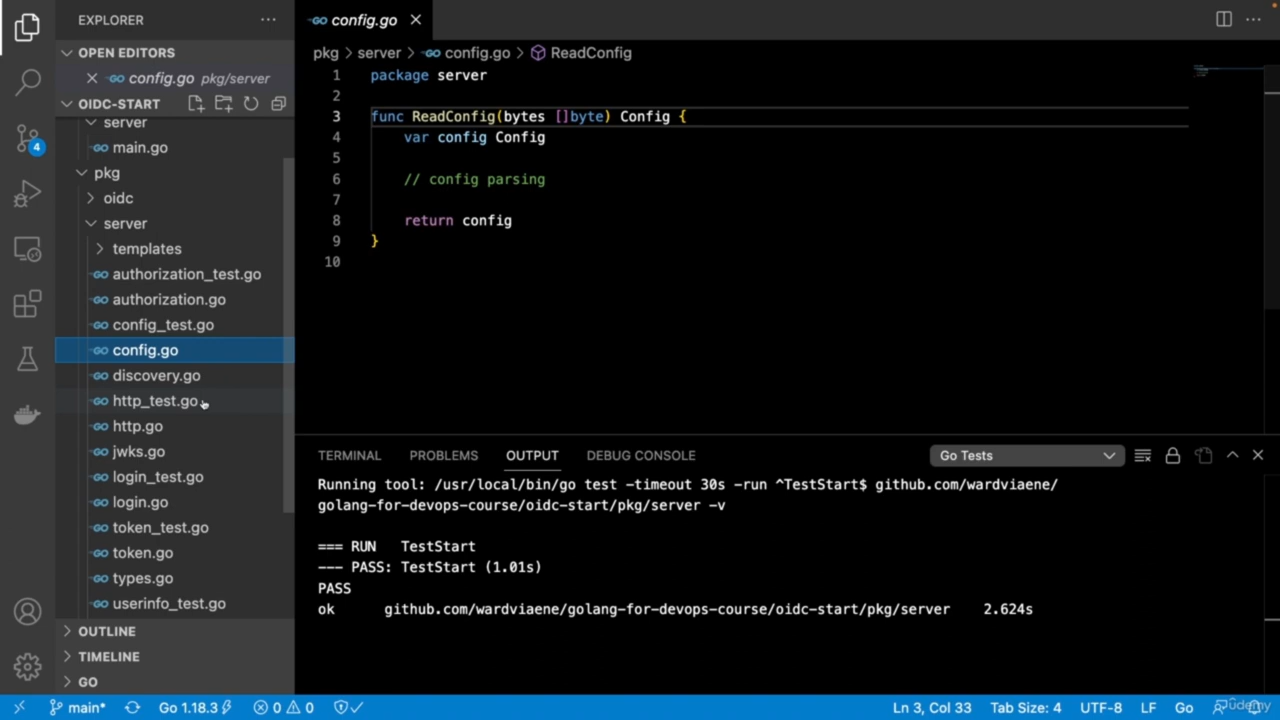 EXPLORER
config.go
OPEN EDITORS
config.go pkg/server
OIDC-START
server
main.go
pkg
oidc
server
templates
authorization_test.go
authorization.go
config_test.go
config.go
discovery.go
http_test.go
http.go
jwks.go
login_test.go
login.go
token_test.go
token.go
types.go
userinfo_test.go
OUTLINE
TIMELINE
GO
4
pkg > server > config.go > ReadConfig
1 package server
2
3 func ReadConfig(bytes []byte) Config {
4 var config Config
5
6 // config parsing
7
8 return config
9 }
10
TERMINAL PROBLEMS OUTPUT DEBUG CONSOLE Go Tests
Running tool: /usr/local/bin/go test -timeout 30s -run ^TestStart$ github.com/wardviaene/
golang-for-devops-course/oidc-start/pkg/server -v
=== RUN TestStart
--- PASS: TestStart (1.01s)
PASS
ok github.com/wardviaene/golang-for-devops-course/oidc-start/pkg/server 2.624s
main* Go 1.18.3 0 0 Ln 3, Col 33 Tab Size: 4 UTF-8 LF Go
Udemy